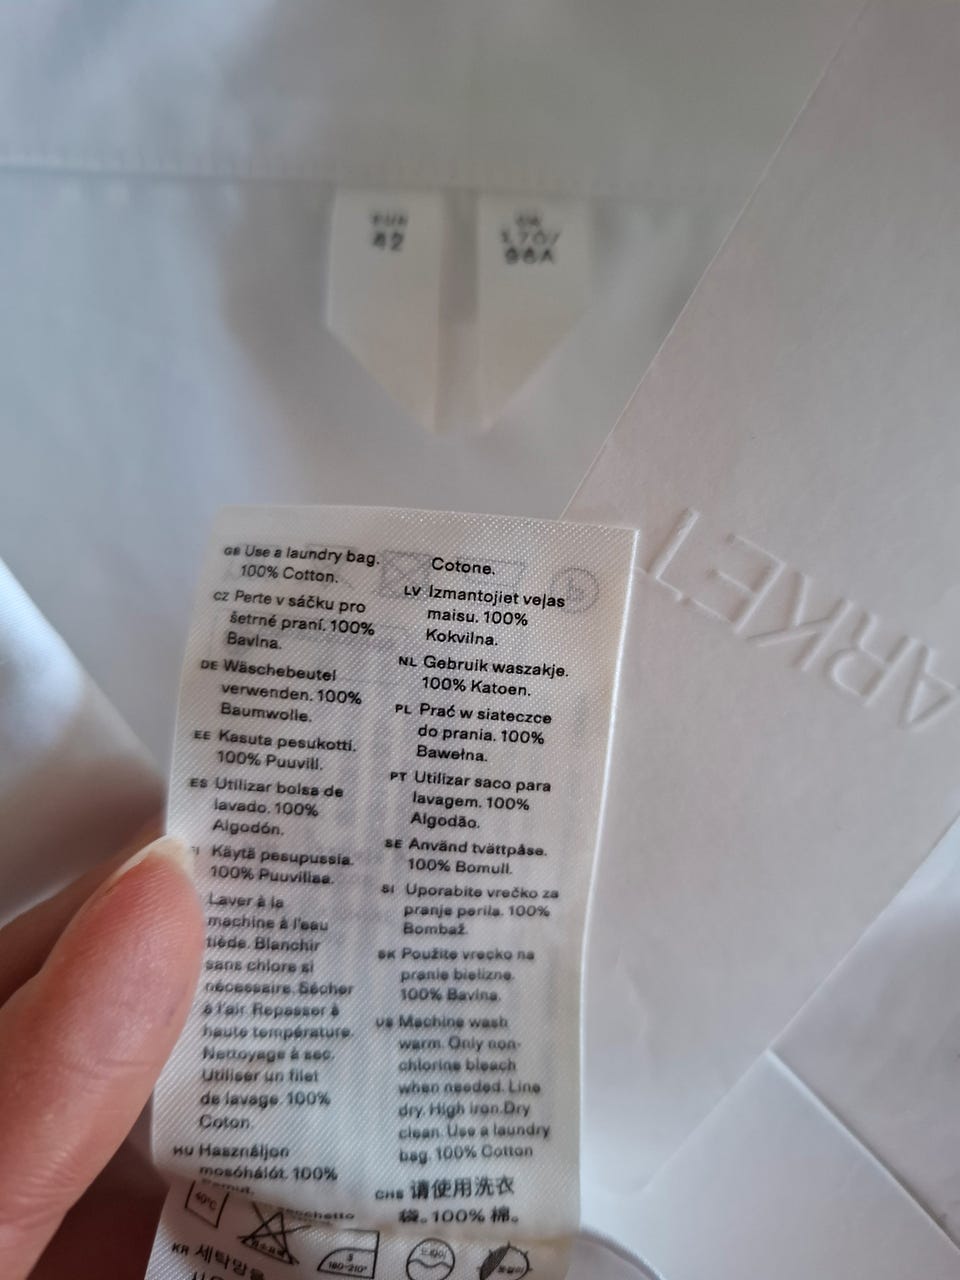 EUR
42
CN
170/
96A
ARKET
GB Use a laundry bag.
100% Cotton.
CZ Perte v sáčku pro
šetrné praní. 100%
Bavlna.
DE Wäschebeutel
verwenden. 100%
Baumwolle.
EE Kasuta pesukotti.
100% Puuvill.
ES Utilizar bolsa de
lavado. 100%
Algodón.
Käytä pesupussia.
100% Puuvillaa.
Laver à la
machine à l'eau
tiède. Blanchir
sans chlore si
nécessaire. Sécher
à l'air. Repasser à
haute température.
Nettoyage à sec.
Utiliser un filet
de lavage. 100%
Coton.
HU Használjon
mosóhálót. 100%
Cotone.
LV Izmantojiet veļas
maisu. 100%
Kokvilna.
NL Gebruik waszakje.
100% Katoen.
PL Prać w siateczce
do prania. 100%
Bawełna.
PT Utilizar saco para
lavagem. 100%
Algodão.
SE Använd tvättpåse.
100% Bomull.
SI Uporabite vrečko za
pranje perila. 100%
Bombaž.
SK Použite vrecko na
pranie bielizne.
100% Bavlna.
US Machine wash
warm. Only non-
chlorine bleach
when needed. Line
dry. High iron.Dry
clean. Use a laundry
bag. 100% Cotton
CHS 请使用洗衣
袋。100% 棉。
40°C
180-210°
KR 세탁망을